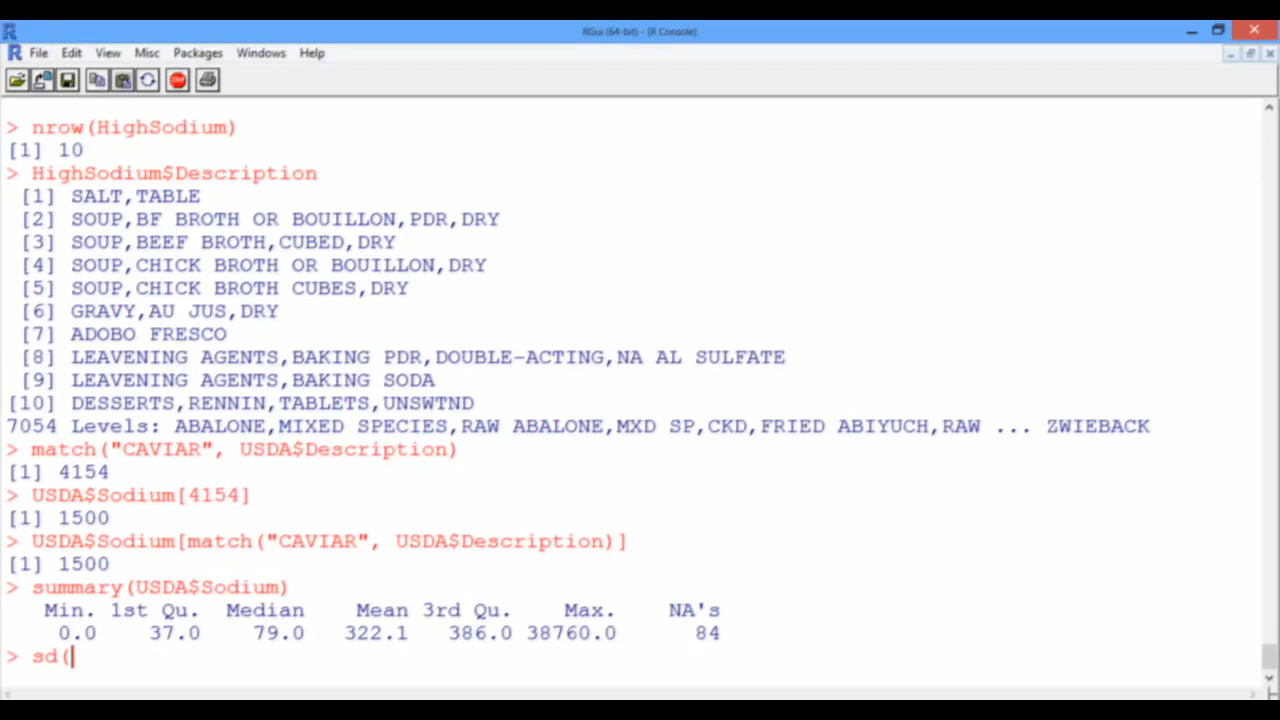 RGui (64-bit) - [R Console]
File Edit View Misc Packages Windows Help
STOP
> nrow(HighSodium)
[1] 10
> HighSodium$Description
[1] SALT,TABLE
[2] SOUP,BF BROTH OR BOUILLON,PDR,DRY
[3] SOUP,BEEF BROTH,CUBED,DRY
[4] SOUP,CHICK BROTH OR BOUILLON,DRY
[5] SOUP,CHICK BROTH CUBES,DRY
[6] GRAVY,AU JUS,DRY
[7] ADOBO FRESCO
[8] LEAVENING AGENTS,BAKING PDR,DOUBLE-ACTING,NA AL SULFATE
[9] LEAVENING AGENTS,BAKING SODA
[10] DESSERTS,RENNIN,TABLETS,UNSWTND
7054 Levels: ABALONE,MIXED SPECIES,RAW ABALONE,MXD SP,CKD,FRIED ABIYUCH,RAW ... ZWIEBACK
> match("CAVIAR", USDA$Description)
[1] 4154
> USDA$Sodium[4154]
[1] 1500
> USDA$Sodium[match("CAVIAR", USDA$Description)]
[1] 1500
> summary(USDA$Sodium)
Min. 1st Qu. Median Mean 3rd Qu. Max. NA's
0.0 37.0 79.0 322.1 386.0 38760.0 84
> sd(